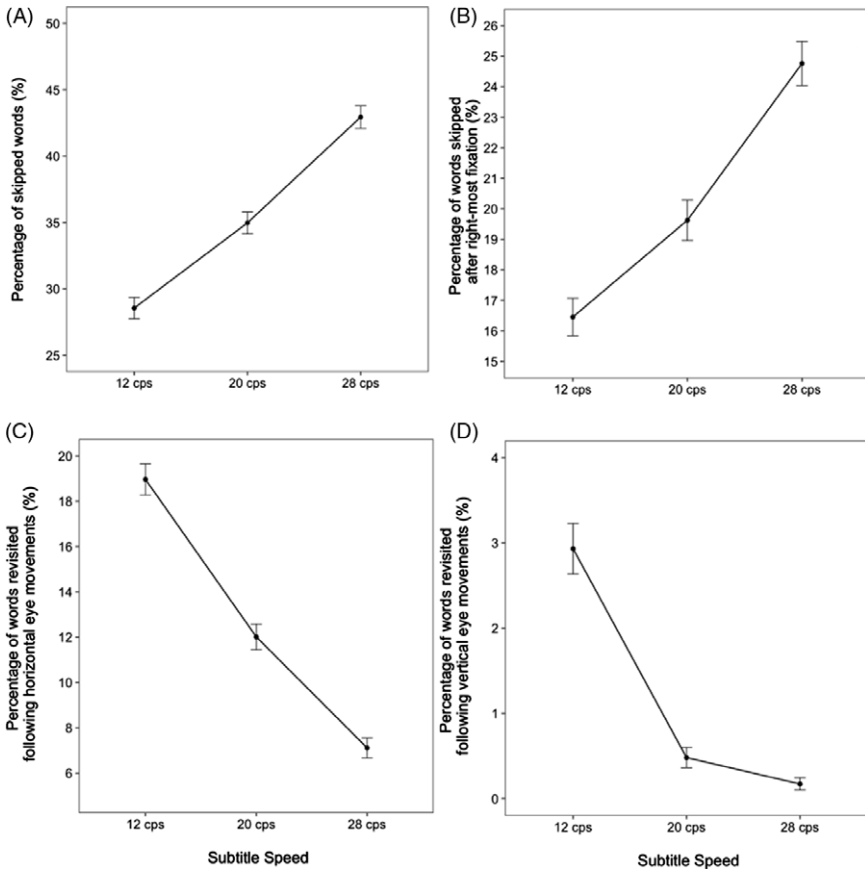 (A)
Percentage of skipped words (%)
50
45
40
35
30
25
12 cps
20 cps
28 cps
(B)
Percentage of words skipped
after right-most fixation (%)
26
25
24
23
22
21
20
19
18
17
16
15
12 cps
20 cps
28 cps
(C)
Percentage of words revisited
following horizontal eye movements (%)
20
18
16
14
12
10
8
6
12 cps
20 cps
28 cps
Subtitle Speed
(D)
Percentage of words revisited
following vertical eye movements (%)
4
3
2
1
0
12 cps
20 cps
28 cps
Subtitle Speed